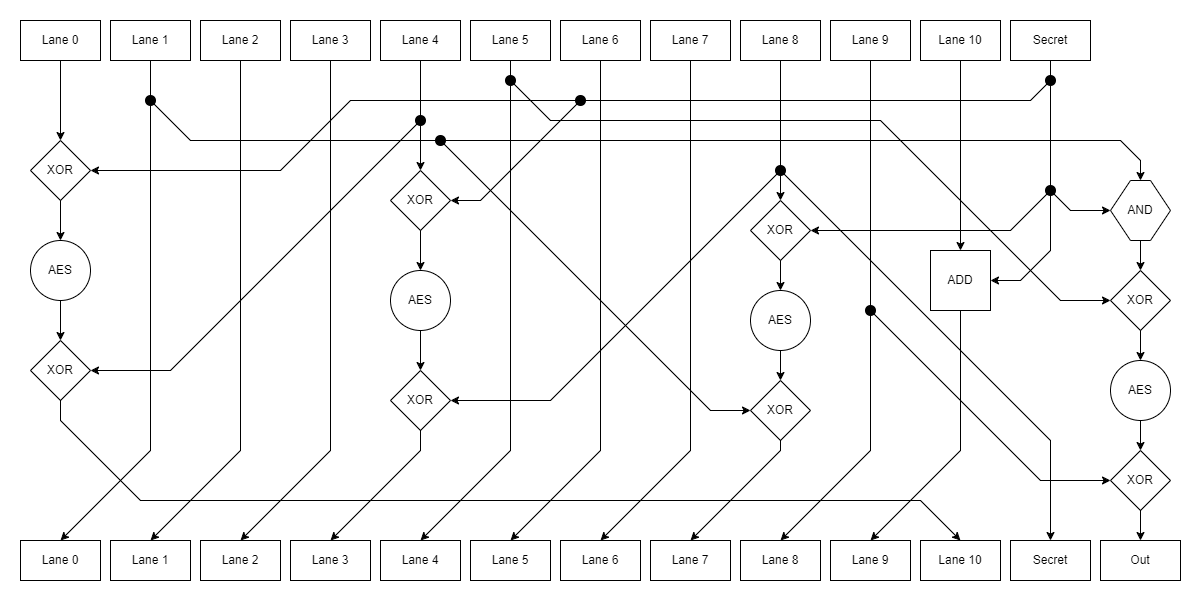 Lane 0
Lane 1
Lane 2
Lane 3
Lane 4
Lane 5
Lane 6
Lane 7
Lane 8
Lane 9
Lane 10
Secret
XOR
XOR
AND
XOR
AES
ADD
AES
XOR
AES
XOR
AES
XOR
XOR
XOR
Lane 0
Lane 1
Lane 2
Lane 3
Lane 4
Lane 5
Lane 6
Lane 7
Lane 8
Lane 9
Lane 10
Secret
Out